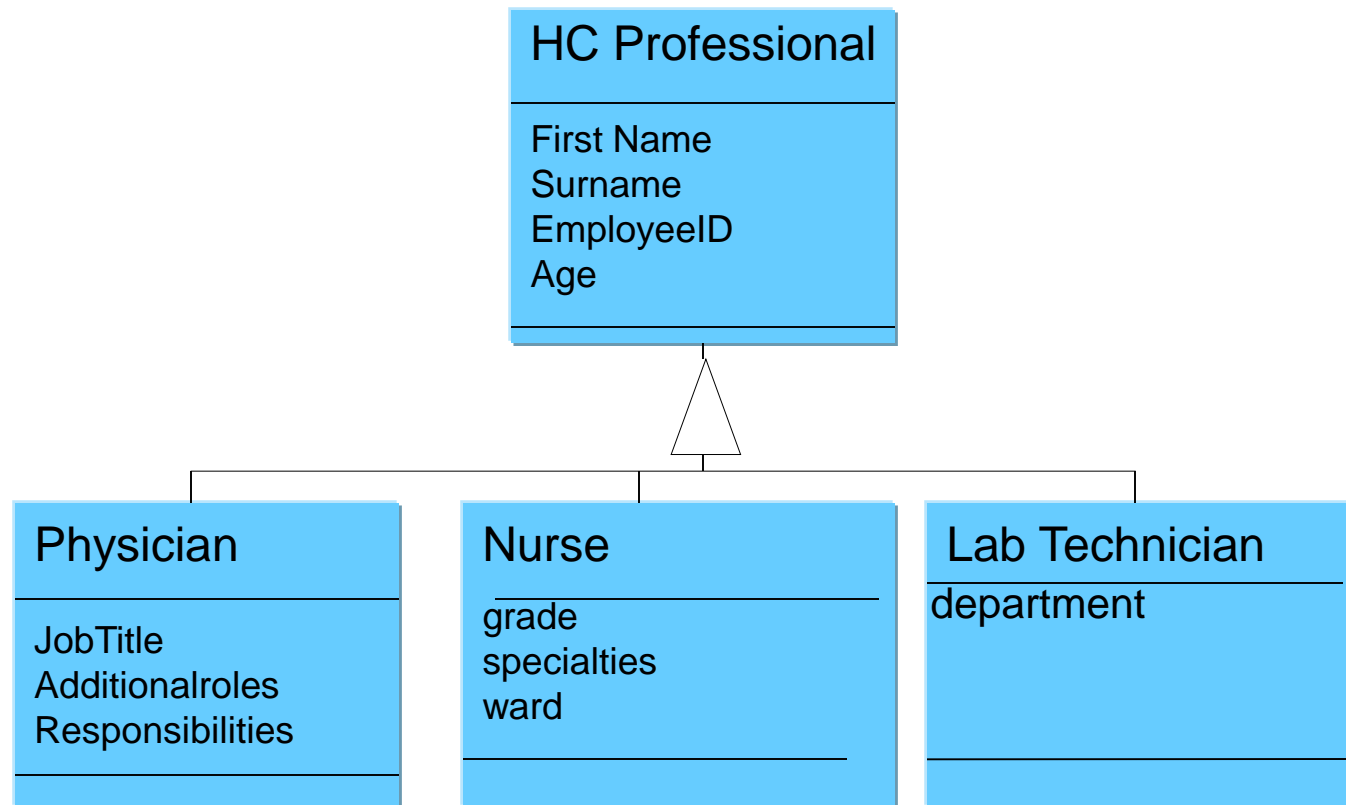 HC Professional
First Name
Surname
EmployeeID
Age
Physician
JobTitle
Additionalroles
Responsibilities
Nurse
grade
specialties
ward
Lab Technician
department